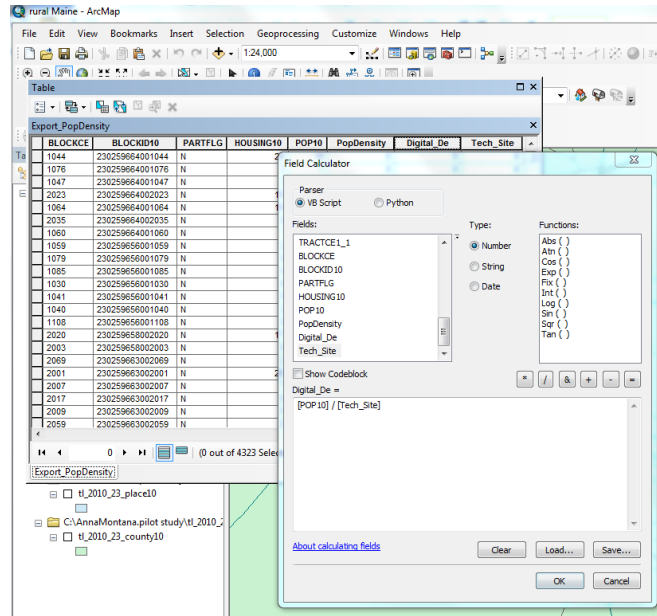 rural Maine - ArcMap
File Edit View Bookmarks Insert Selection Geoprocessing Customize Windows Help
1:24,000
Table
Export_PopDensity
BLOCKCE BLOCKID10 PARTFLG HOUSING10 POP10 PopDensity Digital_De Tech_Site
1044 230259664001044 N 2
1076 230259664001076 N
1047 230259664001047 N
2023 230259664002023 N 1
1064 230259664001064 N 1
2035 230259664002035 N
1060 230259664001060 N
1059 230259656001059 N
1079 230259656001079 N
1085 230259656001085 N
1030 230259656001030 N
1041 230259656001041 N
1040 230259656001040 N
1108 230259656001108 N
2020 230259658002020 N 1
2003 230259658002003 N
2069 230259663002069 N
2001 230259663002001 N 2
2007 230259663002007 N
2017 230259663002017 N
2009 230259663002009 N
2059 230259663002059 N
0 (0 out of 4323 Selec
Export_PopDensity
tl_2010_23_place10
C:\AnnaMontana.pilot study\tl_2010_2
tl_2010_23_county10
Field Calculator
Parser
VB Script Python
Fields:
TRACTCE1_1
BLOCKCE
BLOCKID10
PARTFLG
HOUSING10
POP10
PopDensity
Digital_De
Tech_Site
Type:
Number
String
Date
Functions:
Abs ( )
Atn ( )
Cos ( )
Exp ( )
Fix ( )
Int ( )
Log ( )
Sin ( )
Sqr ( )
Tan ( )
Show Codeblock
* / & + - =
Digital_De =
[POP10] / [Tech_Site]
About calculating fields
Clear Load... Save...
OK Cancel